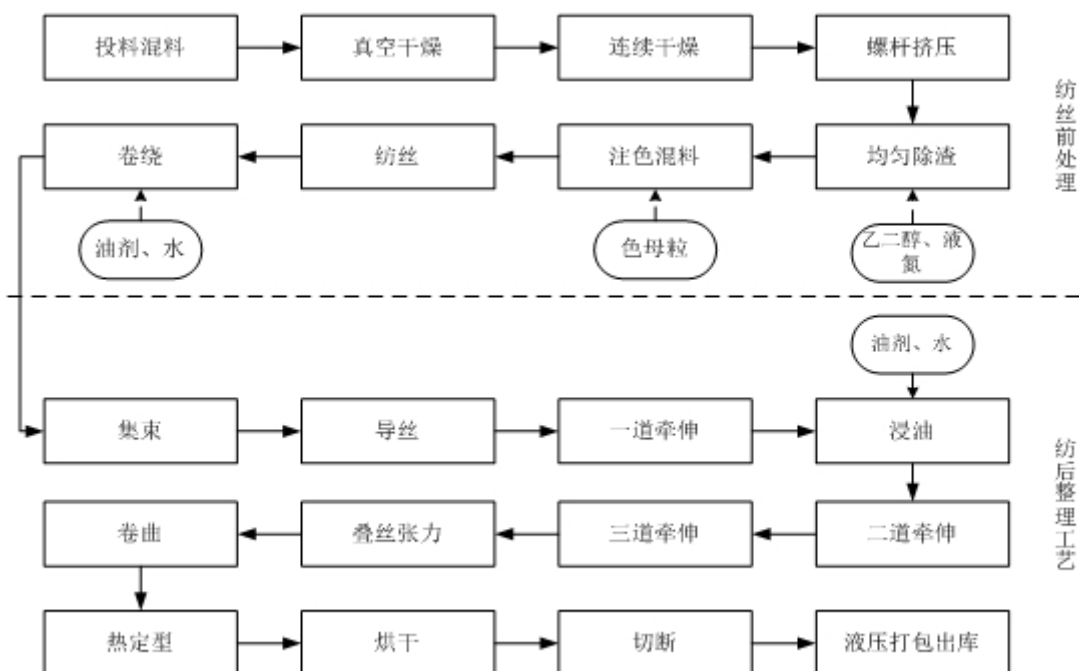 投料混料
真空干燥
连续干燥
螺杆挤压
卷绕
纺丝
注色混料
均匀除渣
油剂、水
色母粒
乙二醇、液
氮
纺丝前处理
油剂、水
集束
导丝
一道牵伸
浸油
卷曲
叠丝张力
三道牵伸
二道牵伸
热定型
烘干
切断
液压打包出库
纺后整理工艺